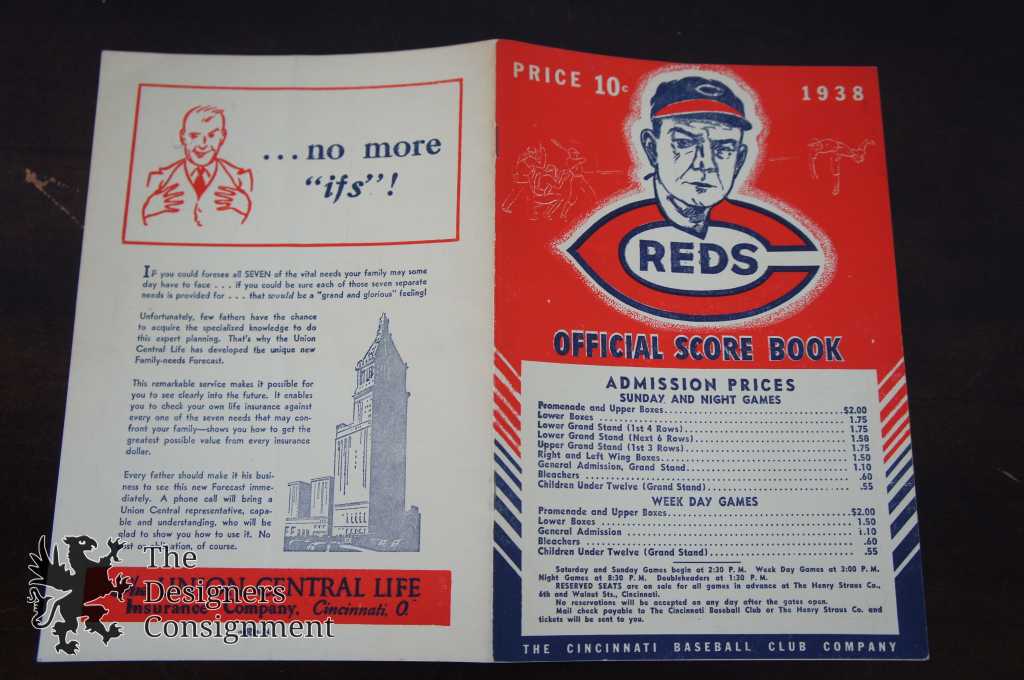 ...no more
"ifs"!
IF you could foresee all SEVEN of the vital needs your family may some
day have to face . . . if you could be sure each of those seven separate
needs is provided for . . . that would be a "grand and glorious" feeling!
Unfortunately, few fathers have the chance
to acquire the specialized knowledge to do
this expert planning. That's why the Union
Central Life has developed the unique new
Family-needs Forecast.
This remarkable service makes it possible for
you to see clearly into the future. It enables
you to check your own life insurance against
every one of the seven needs that may con-
front your family—shows you how to get the
greatest possible value from every insurance
dollar.
Every father should make it his busi-
ness to see this new Forecast imme-
diately. A phone call will bring a
Union Central representative, capa-
ble and understanding, who will be
glad to show you how to use it. No
of course.
UNION CENTRAL LIFE
Insurance Company, Cincinnati, O.
The
Designers
Consignment
PRICE 10c
1938
C
REDS
OFFICIAL SCORE BOOK
ADMISSION PRICES
SUNDAY AND NIGHT GAMES
Promenade and Upper Boxes $2.00
Lower Boxes 1.75
Lower Grand Stand (1st 4 Rows) 1.75
Lower Grand Stand (Next 6 Rows) 1.58
Upper Grand Stand (1st 3 Rows) 1.75
Right and Left Wing Boxes 1.50
General Admission, Grand Stand 1.10
Bleachers .60
Children Under Twelve (Grand Stand) .55
WEEK DAY GAMES
Promenade and Upper Boxes $2.00
Lower Boxes 1.50
General Admission 1.10
Bleachers .60
Children Under Twelve (Grand Stand) .55
Saturday and Sunday Games begin at 2:30 P. M. Week Day Games at 3:00 P. M.
Night Games at 8:30 P. M. Doubleheaders at 1:30 P. M.
RESERVED SEATS are on sale for all games in advance at The Henry Straus Co.,
6th and Walnut Sts., Cincinnati.
No reservations will be accepted on any day after the gates open.
Mail check payable to The Cincinnati Baseball Club or The Henry Straus Co. and
tickets will be sent to you.
THE CINCINNATI BASEBALL CLUB COMPANY